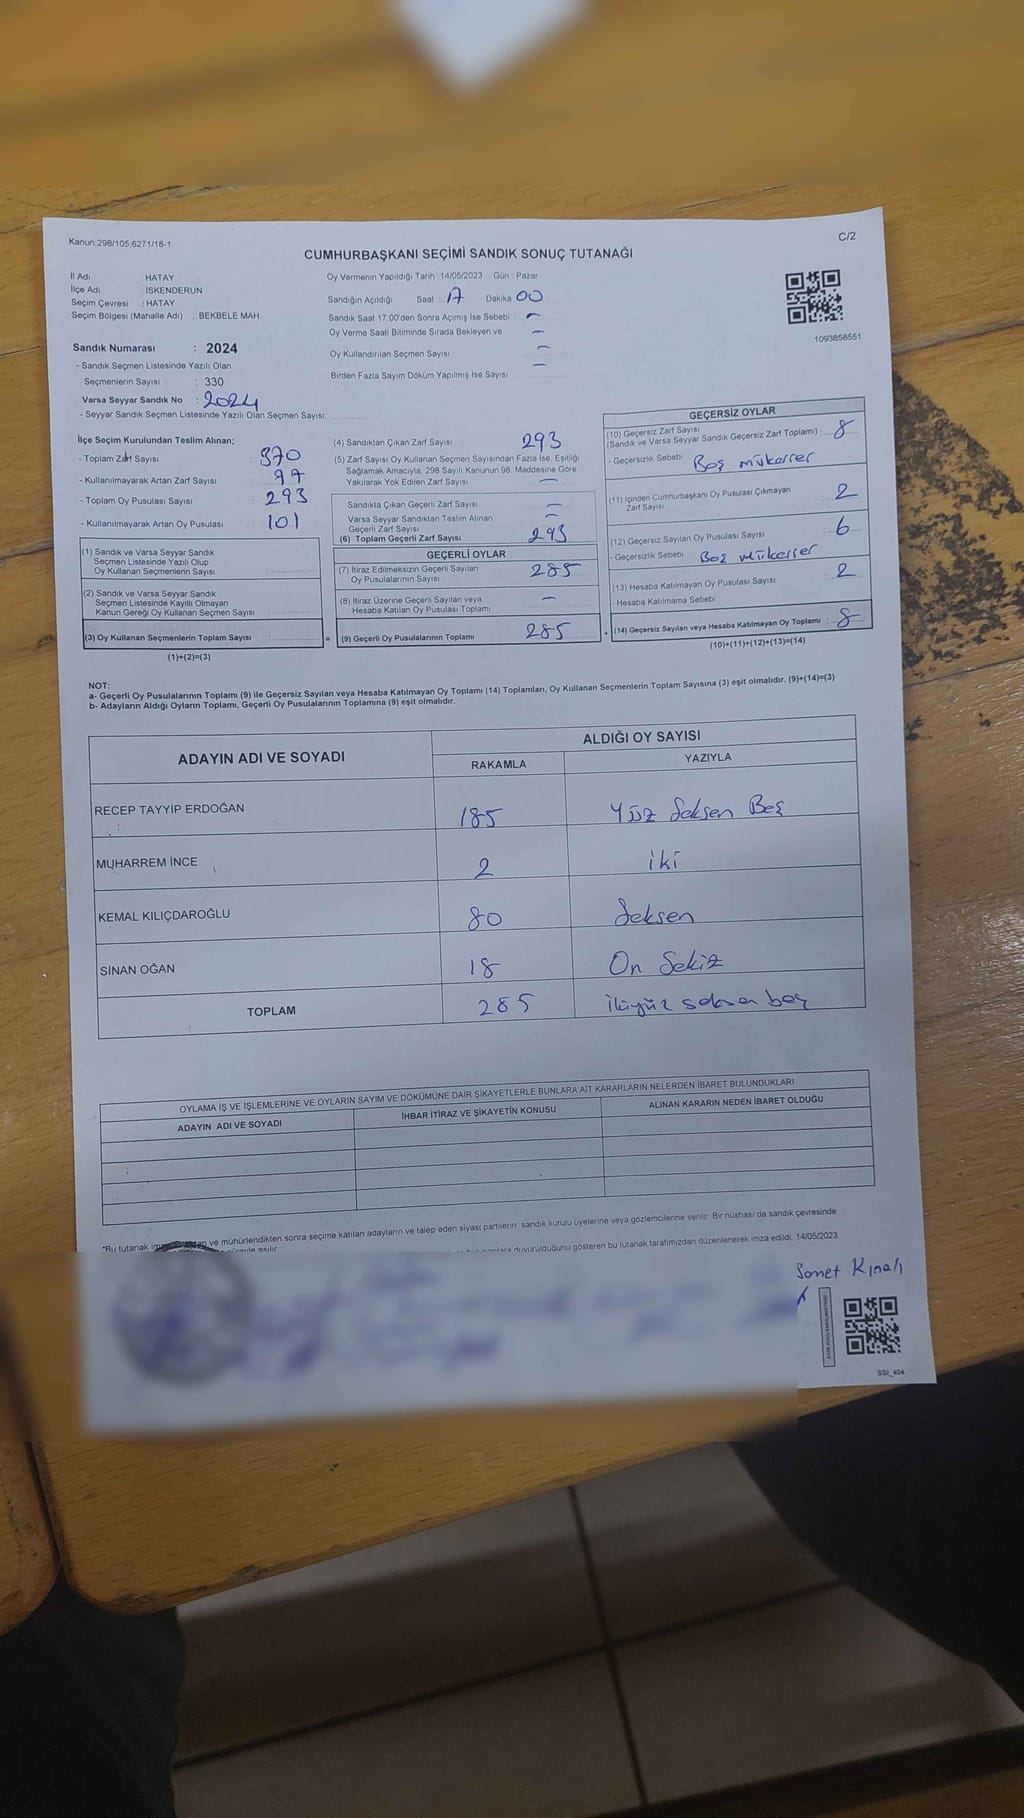 Kanun:298/105;6271/18-1
C/2
CUMHURBAŞKANI SEÇİMİ SANDIK SONUÇ TUTANAĞI
İl Adı : HATAY
İlçe Adı : İSKENDERUN
Seçim Çevresi : HATAY
Seçim Bölgesi (Mahalle Adı) : BEKBELE MAH.
Oy Vermenin Yapıldığı Tarih 14/05/2023 Gün : Pazar
Sandığın Açıldığı Saat : 17 Dakika 00
Sandık Saat 17:00'den Sonra Açımış İse Sebebi : -
Oy Verme Saati Bitiminde Sırada Bekleyen ve -
Oy Kullandırılan Seçmen Sayısı -
Birden Fazla Sayım Döküm Yapılmış İse Sayısı -
1093858551
Sandık Numarası : 2024
- Sandık Seçmen Listesinde Yazılı Olan
Seçmenlerin Sayısı : 330
Varsa Seyyar Sandık No : 2024
- Seyyar Sandık Seçmen Listesinde Yazılı Olan Seçmen Sayısı:
İlçe Seçim Kurulundan Teslim Alınan;
- Toplam Zarf Sayısı : 370
- Kullanılmayarak Artan Zarf Sayısı : 77
- Toplam Oy Pusulası Sayısı : 293
- Kullanılmayarak Artan Oy Pusulası : 101
(1) Sandık ve Varsa Seyyar Sandık
Seçmen Listesinde Yazılı Olup
Oy Kullanan Seçmenlerin Sayısı :
(2) Sandık ve Varsa Seyyar Sandık
Seçmen Listesinde Kayıtlı Olmayan
Kanun Gereği Oy Kullanan Seçmen Sayısı :
(3) Oy Kullanan Seçmenlerin Toplam Sayısı :
(1)+(2)=(3)
(4) Sandıktan Çıkan Zarf Sayısı 293
(5) Zarf Sayısı Oy Kullanan Seçmen Sayısından Fazla İse, Eşitliği
Sağlamak Amacıyla, 298 Sayılı Kanunun 98. Maddesine Göre
Yakılarak Yok Edilen Zarf Sayısı -
Sandıkta Çıkan Geçerli Zarf Sayısı -
Varsa Seyyar Sandıktan Teslim Alınan
Geçerli Zarf Sayısı -
(6) Toplam Geçerli Zarf Sayısı 293
GEÇERLİ OYLAR
(7) İtiraz Edilmeksizin Geçerli Sayılan
Oy Pusulalarının Sayısı 285
(8) İtiraz Üzerine Geçerli Sayılan veya
Hesaba Katılan Oy Pusulası Toplamı -
= (9) Geçerli Oy Pusulalarının Toplamı 285
GEÇERSİZ OYLAR
(10) Geçersiz Zarf Sayısı
(Sandık ve Varsa Seyyar Sandık Geçersiz Zarf Toplamı) : 8
- Geçersizlik Sebebi Boş mükerrer
(11) İçinden Cumhurbaşkanı Oy Pusulası Çıkmayan
Zarf Sayısı 2
(12) Geçersiz Sayılan Oy Pusulası Sayısı : 6
- Geçersizlik Sebebi Boş Mükerrer
(13) Hesaba Katılmayan Oy Pusulası Sayısı 2
- Hesaba Katılmama Sebebi
+ (14) Geçersiz Sayılan veya Hesaba Katılmayan Oy Toplamı : 8
(10)+(11)+(12)+(13)=(14)
NOT:
a- Geçerli Oy Pusulalarının Toplamı (9) ile Geçersiz Sayılan veya Hesaba Katılmayan Oy Toplamı (14) Toplamları, Oy Kullanan Seçmenlerin Toplam Sayısına (3) eşit olmalıdır. (9)+(14)=(3)
b- Adayların Aldığı Oyların Toplamı, Geçerli Oy Pusulalarının Toplamına (9) eşit olmalıdır.
ADAYIN ADI VE SOYADI
ALDIĞI OY SAYISI
RAKAMLA YAZIYLA
RECEP TAYYİP ERDOĞAN 185 Yüz Seksen Beş
MUHARREM İNCE 2 iki
KEMAL KILIÇDAROĞLU 80 Seksen
SİNAN OĞAN 18 On Sekiz
TOPLAM 285 ikiyüz seksen beş
OYLAMA İŞ VE İŞLEMLERİNE VE OYLARIN SAYIM VE DÖKÜMÜNE DAİR ŞİKAYETLERLE BUNLARA AİT KARARLARIN NELERDEN İBARET BULUNDUKLARI
ADAYIN ADI VE SOYADI İHBAR İTİRAZ VE ŞİKAYETİN KONUSU ALINAN KARARIN NEDEN İBARET OLDUĞU
*Bu tutanak ve mühürlendikten sonra seçime katılan adayların ve talep eden siyasi partilerin sandık kurulu üyelerine veya gözlemcilerine verilir. Bir nüshası da sandık çevresinde
asılır. duyurulduğunu gösteren bu tutanak tarafımızdan düzenlenerek imza edildi. 14/05/2023
Samet Kınalı
SSI_404